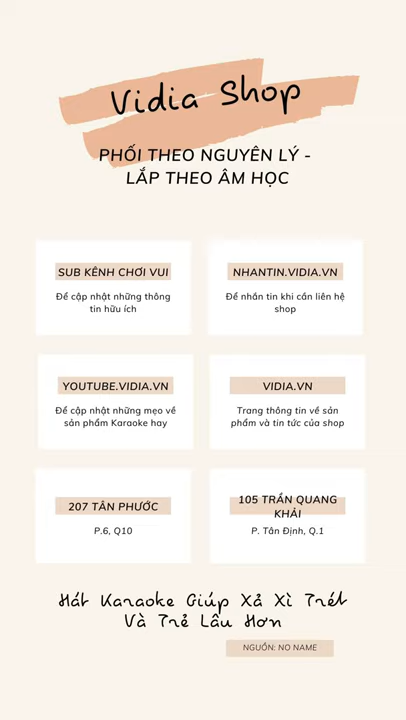 Vidia Shop
PHỐI THEO NGUYÊN LÝ -
LẮP THEO ÂM HỌC
SUB KÊNH CHƠI VUI
Để cập nhật những thông
tin hữu ích
NHANTIN.VIDIA.VN
Để nhắn tin khi cần liên hệ
shop
YOUTUBE.VIDIA.VN
Để cập nhật những mẹo về
sản phẩm Karaoke hay
VIDIA.VN
Trang thông tin về sản
phẩm và tin tức của shop
207 TÂN PHƯỚC
P.6, Q10
105 TRẦN QUANG
KHẢI
P. Tân Định, Q.1
Hát Karaoke Giúp Xả Xì Trét
Và Trẻ Lâu Hơn
NGUỒN: NO NAME